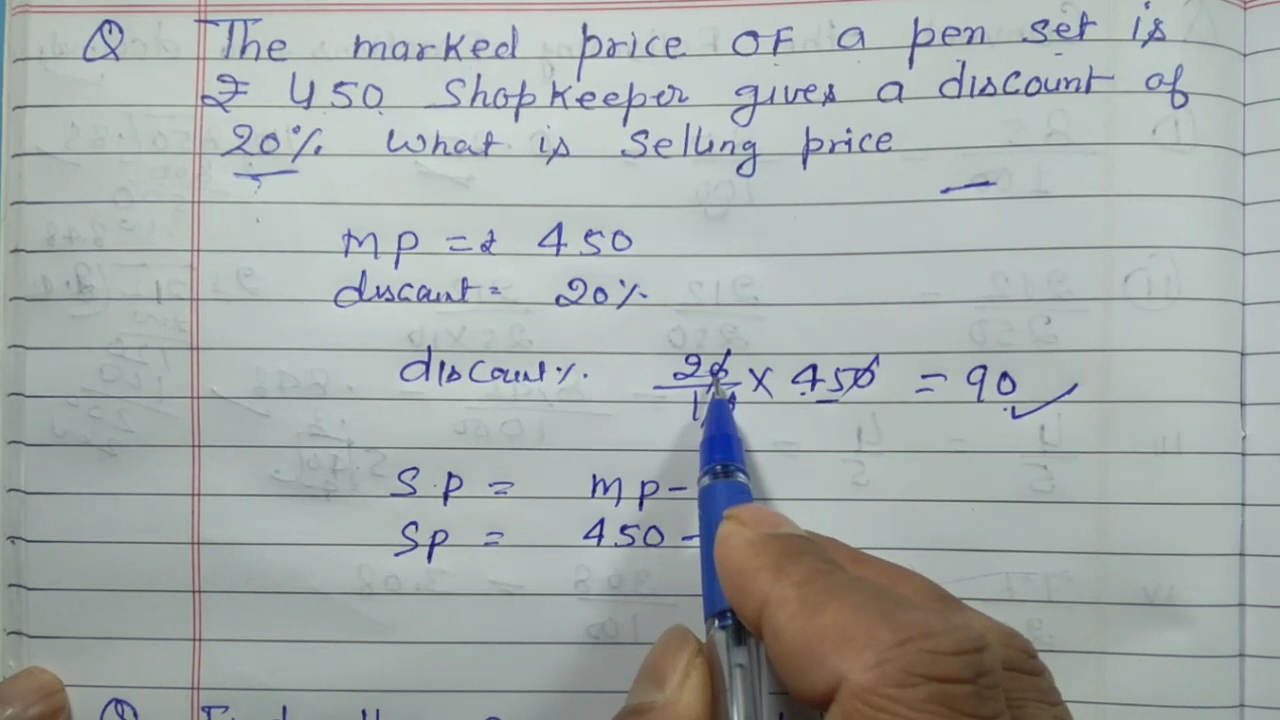 Q The marked price OF a pen set is
₹ 450 Shopkeeper gives a discount of
20% What is Selling price
MP = ₹ 450
discaunt = 20%
discount%. 20/100 × 450 = 90
S.P = MP -
SP = 450 -
Q